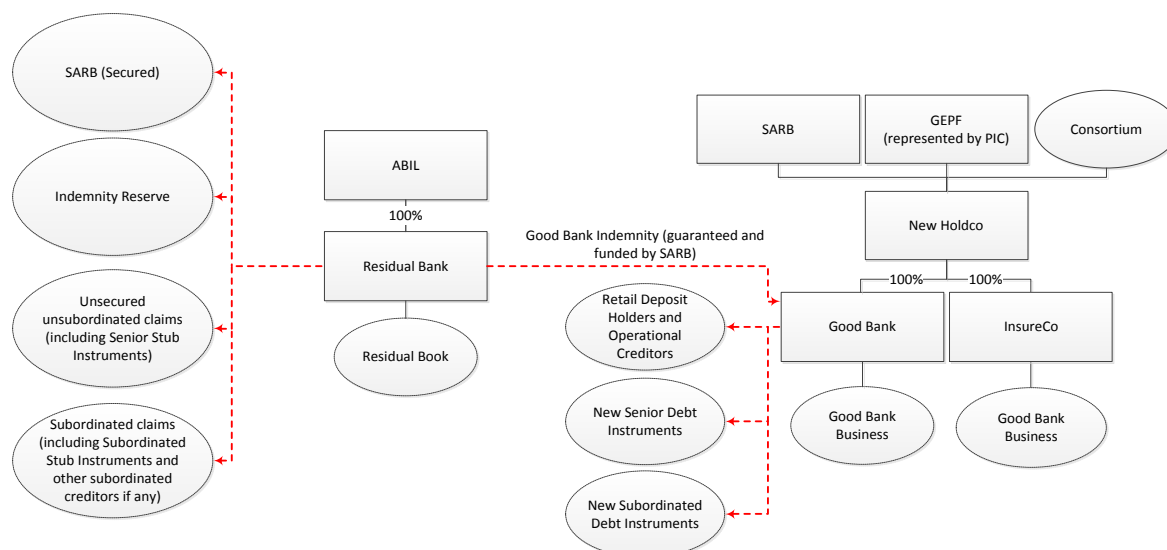 SARB (Secured)
Indemnity Reserve
Unsecured
unsubordinated claims
(including Senior Stub
Instruments)
Subordinated claims
(including Subordinated
Stub Instruments and
other subordinated
creditors if any)
ABIL
100%
Residual Bank
Residual Book
Good Bank Indemnity (guaranteed and
funded by SARB)
SARB
GEPF
(represented by PIC)
Consortium
New Holdco
100%
100%
Good Bank
InsureCo
Good Bank
Business
Good Bank
Business
Retail Deposit
Holders and
Operational
Creditors
New Senior Debt
Instruments
New Subordinated
Debt Instruments